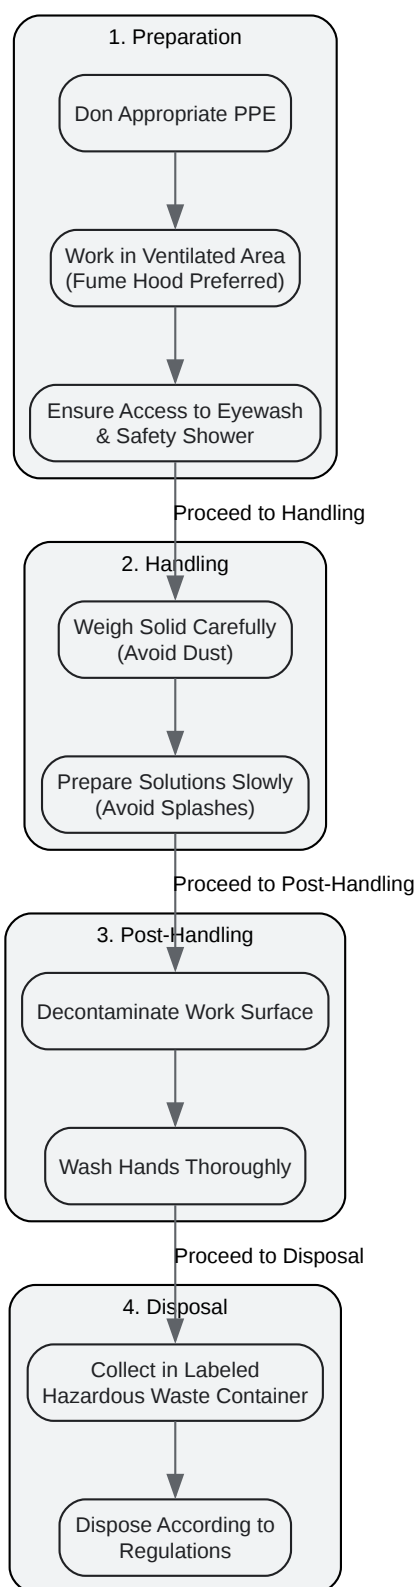 1. Preparation
Don Appropriate PPE
Work in Ventilated Area
(Fume Hood Preferred)
Ensure Access to Eyewash
& Safety Shower
Proceed to Handling
2. Handling
Weigh Solid Carefully
(Avoid Dust)
Prepare Solutions Slowly
(Avoid Splashes)
Proceed to Post-Handling
3. Post-Handling
Decontaminate Work Surface
Wash Hands Thoroughly
Proceed to Disposal
4. Disposal
Collect in Labeled
Hazardous Waste Container
Dispose According to
Regulations